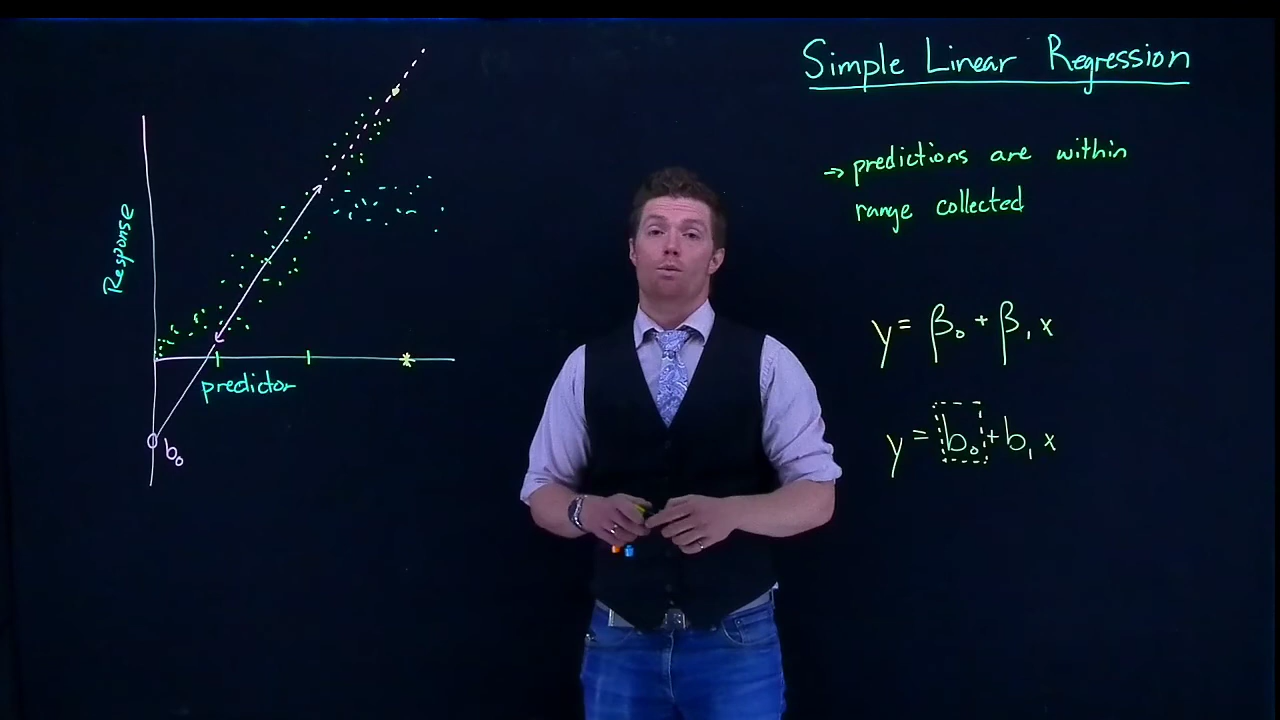 Simple Linear Regression
→ predictions are within
range collected
Response
predictor
b₀
y = β₀ + β₁ x
y = b₀ + b₁ x